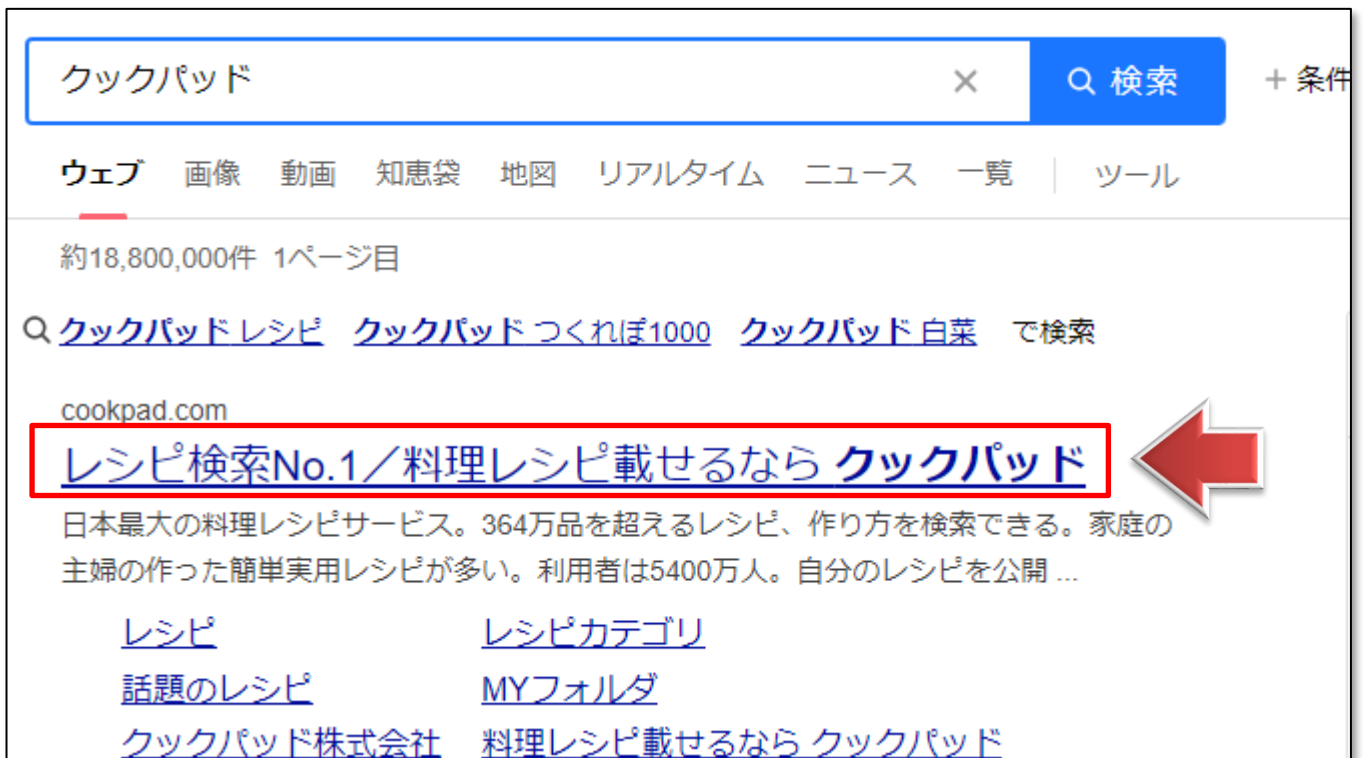 クックパッド × 検索 + 条件
ウェブ 画像 動画 知恵袋 地図 リアルタイム ニュース 一覧 ツール
約18,800,000件 1ページ目
クックパッド レシピ クックパッド つくれぽ1000 クックパッド 白菜 で検索
cookpad.com
レシピ検索No.1／料理レシピ載せるなら クックパッド
日本最大の料理レシピサービス。364万品を超えるレシピ、作り方を検索できる。家庭の
主婦の作った簡単実用レシピが多い。利用者は5400万人。自分のレシピを公開 ...
レシピ レシピカテゴリ
話題のレシピ MYフォルダ
クックパッド株式会社 料理レシピ載せるなら クックパッド